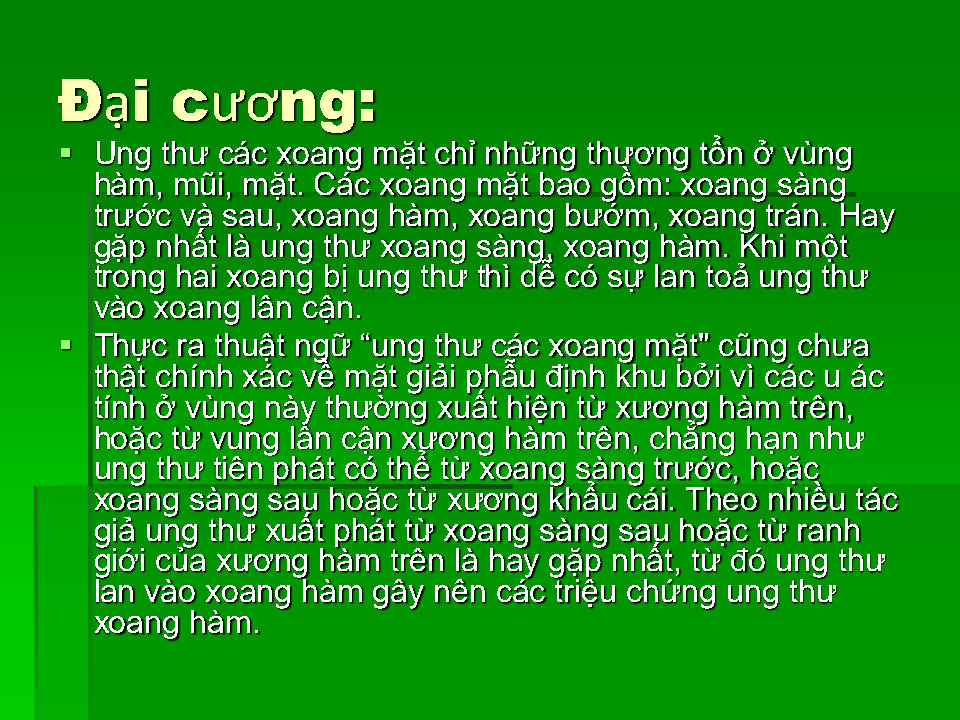 Đại cương:
▪ Ung thư các xoang mặt chỉ những thương tổn ở vùng
hàm, mũi, mặt. Các xoang mặt bao gồm: xoang sàng
trước và sau, xoang hàm, xoang bướm, xoang trán. Hay
gặp nhất là ung thư xoang sàng, xoang hàm. Khi một
trong hai xoang bị ung thư thì dễ có sự lan toả ung thư
vào xoang lân cận.
▪ Thực ra thuật ngữ “ung thư các xoang mặt" cũng chưa
thật chính xác về mặt giải phẫu định khu bởi vì các u ác
tính ở vùng này thường xuất hiện từ xương hàm trên,
hoặc từ vung lân cận xương hàm trên, chẳng hạn như
ung thư tiên phát có thể từ xoang sàng trước, hoặc
xoang sàng sau hoặc từ xương khẩu cái. Theo nhiều tác
giả ung thư xuất phát từ xoang sàng sau hoặc từ ranh
giới của xương hàm trên là hay gặp nhất, từ đó ung thư
lan vào xoang hàm gây nên các triệu chứng ung thư
xoang hàm.